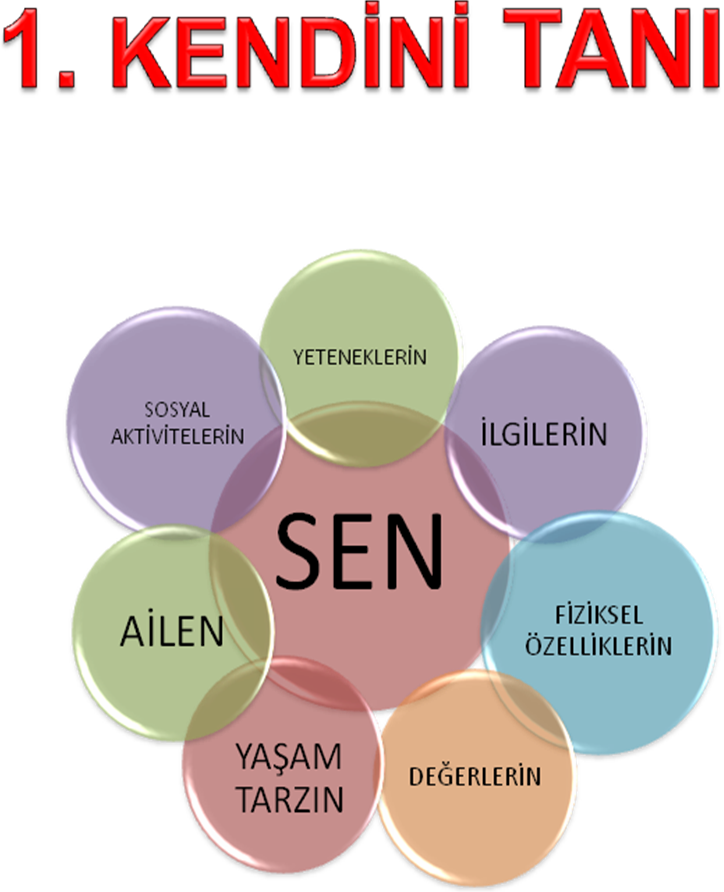 1. KENDİNİ TANI
YETENEKLERİN
SOSYAL
AKTİVİTELERİN
İLGİLERİN
SEN
FİZİKSEL
ÖZELLİKLERİN
AİLEN
YAŞAM
TARZIN
DEĞERLERİN